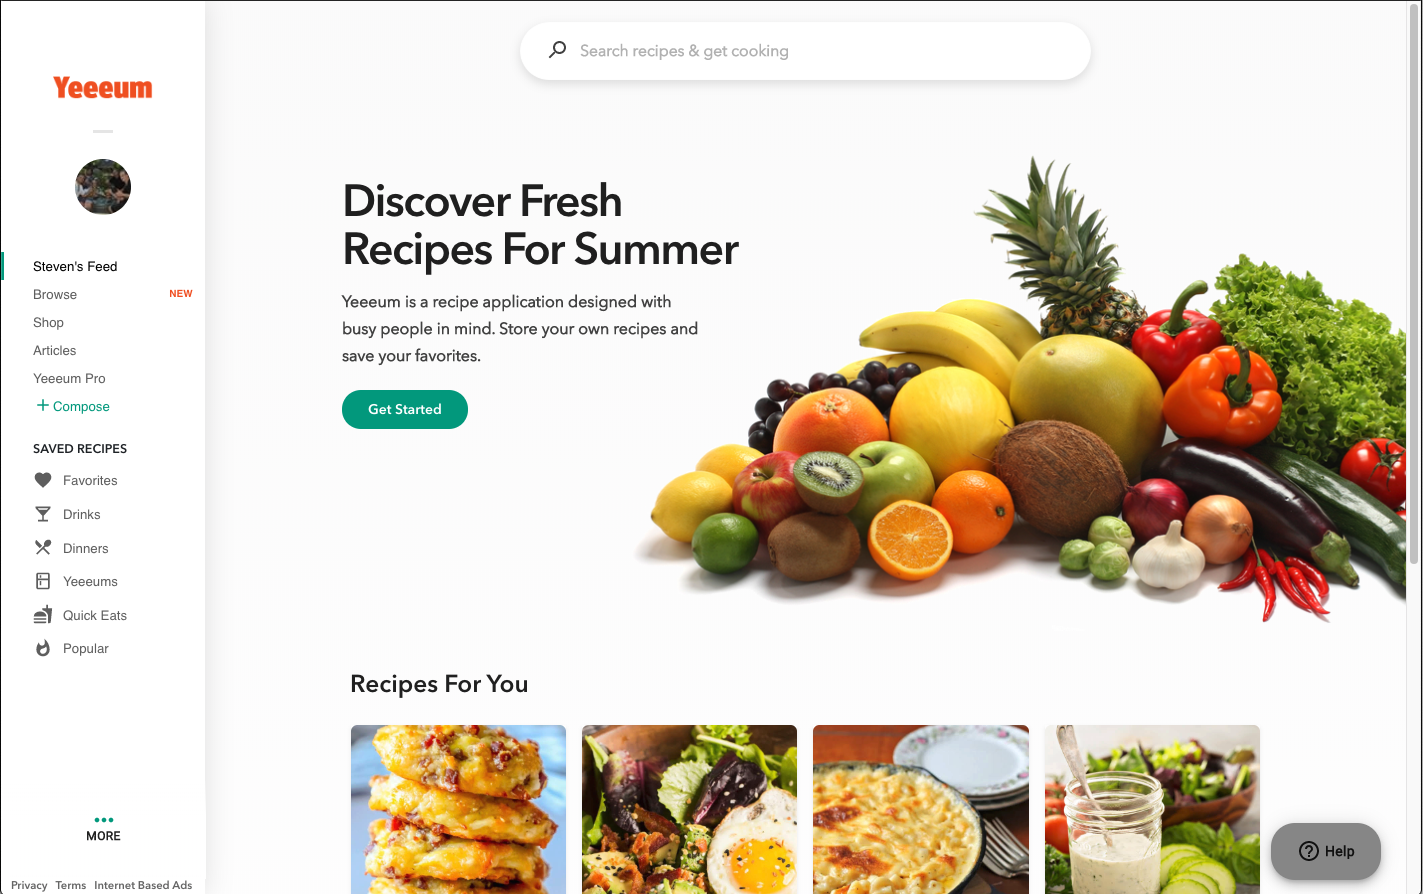 Yeeeum
Steven's Feed
Browse
NEW
Shop
Articles
Yeeeum Pro
+ Compose
SAVED RECIPES
Favorites
Drinks
Dinners
Yeeeums
Quick Eats
Popular
MORE
Privacy Terms Internet Based Ads
Search recipes & get cooking
Discover Fresh
Recipes For Summer
Yeeeum is a recipe application designed with
busy people in mind. Store your own recipes and
save your favorites.
Get Started
Recipes For You
Help